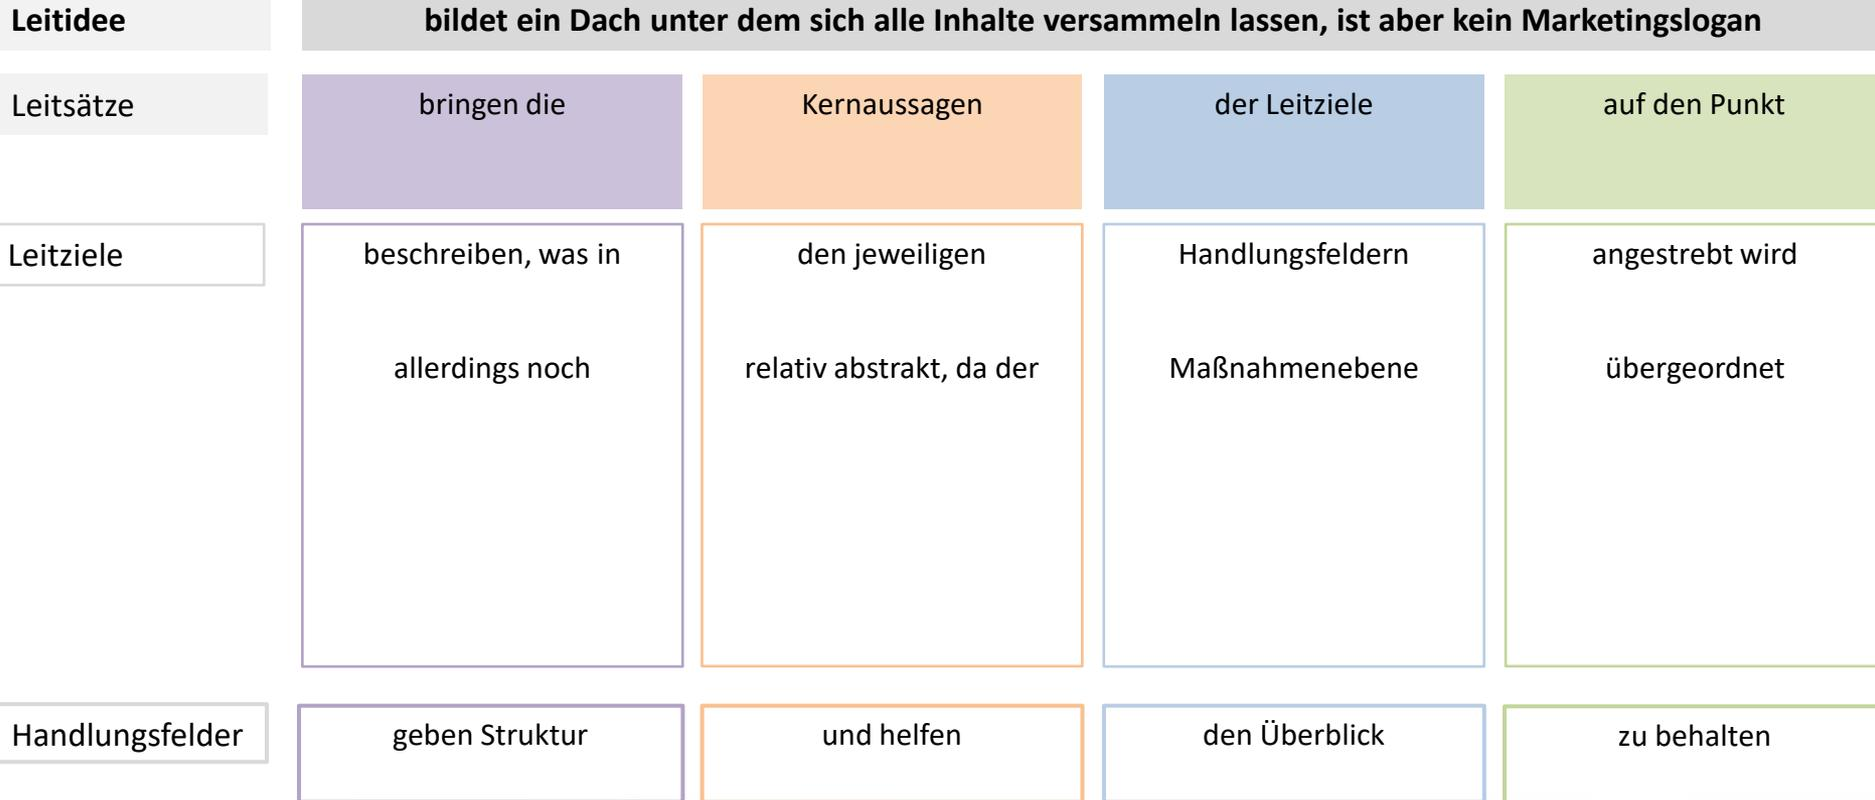 Leitidee bildet ein Dach unter dem sich alle Inhalte versammeln lassen, ist aber kein Marketingslogan
Leitsätze bringen die Kernaussagen der Leitziele auf den Punkt
Leitziele beschreiben, was in den jeweiligen Handlungsfeldern angestrebt wird
allerdings noch relativ abstrakt, da der Maßnahmenebene übergeordnet
Handlungsfelder geben Struktur und helfen den Überblick zu behalten